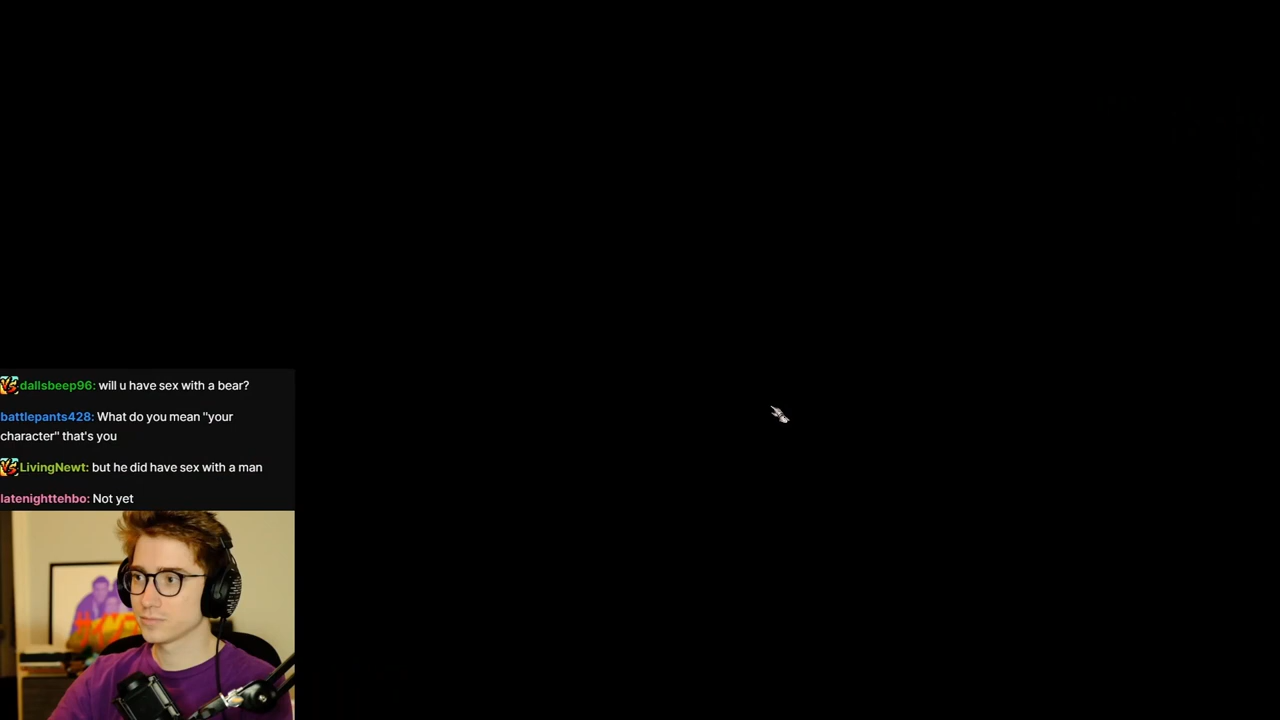 dallsbeep96: will u have sex with a bear?
battlepants428: What do you mean "your
character" that's you
LivingNewt: but he did have sex with a man
latenighttehbo: Not yet